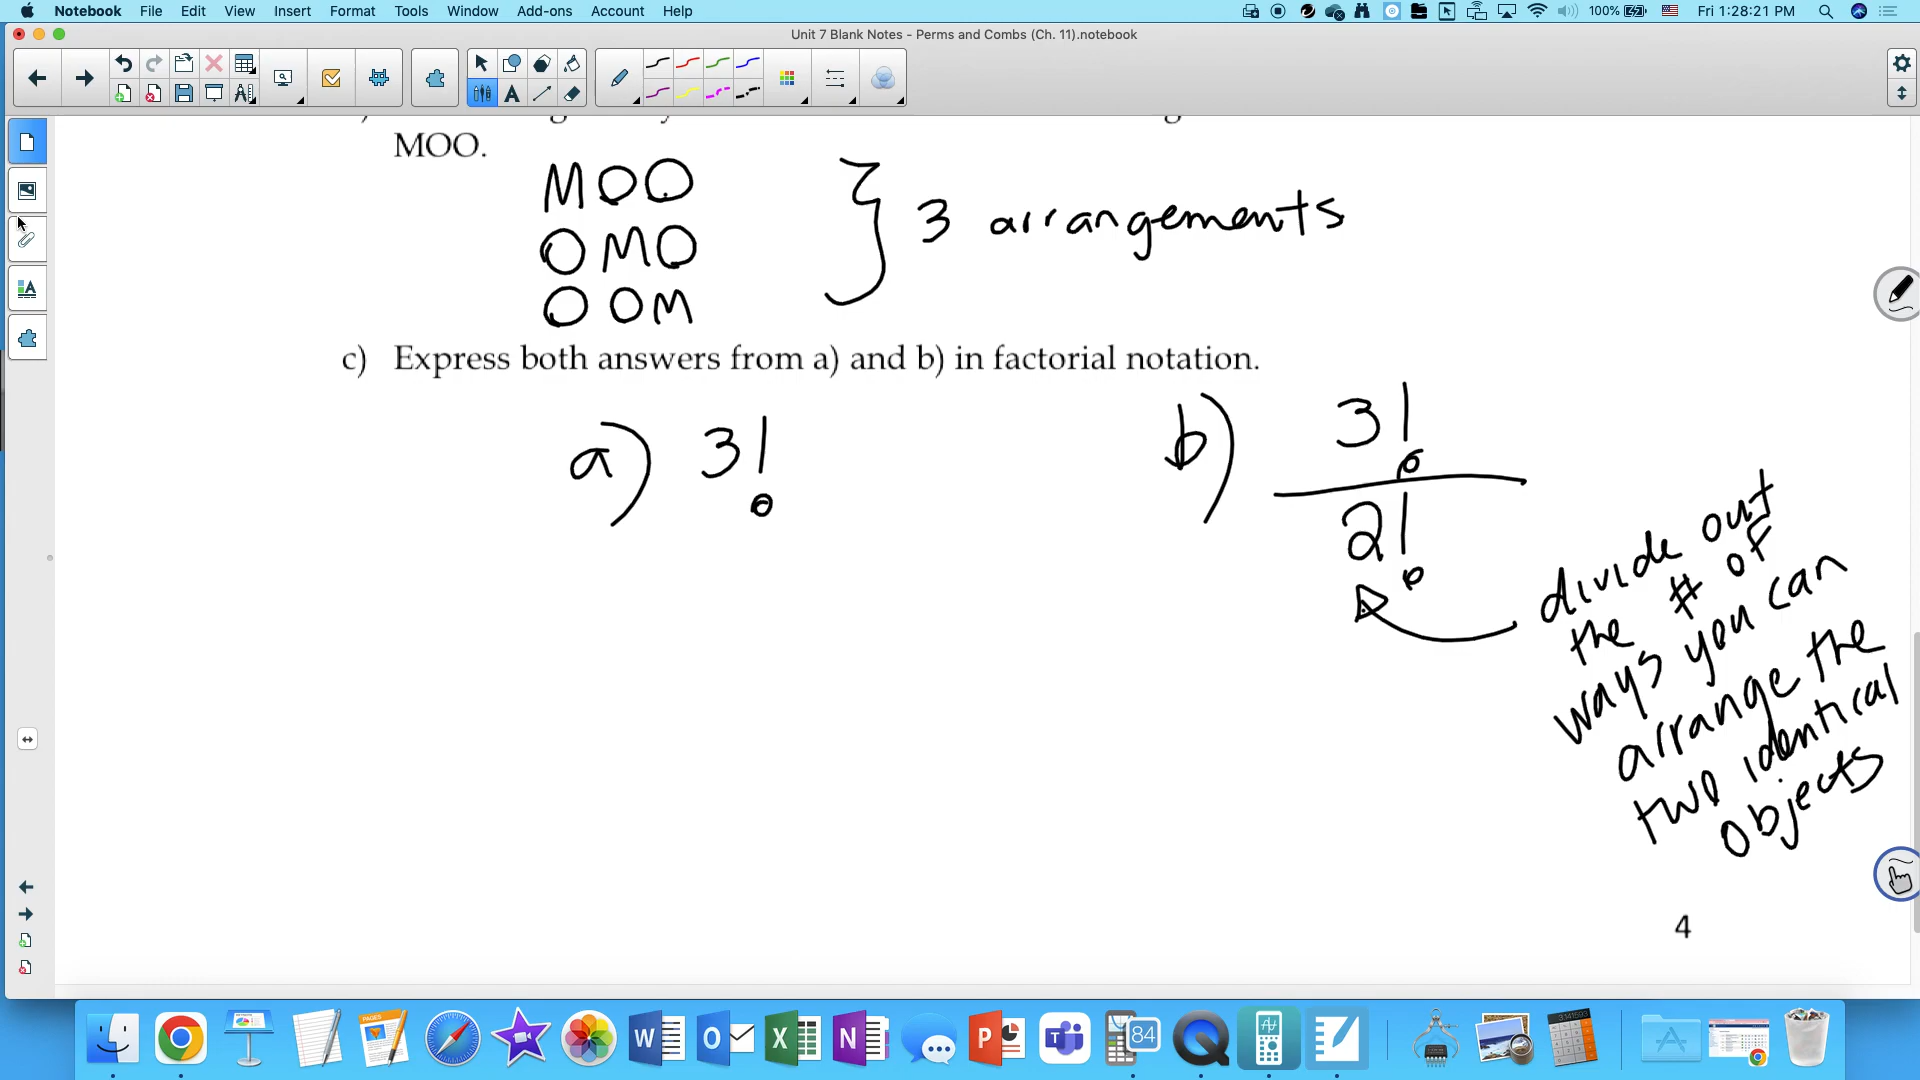 Notebook File Edit View Insert Format Tools Window Add-ons Account Help 100% Fri 1:28:21 PM
Unit 7 Blank Notes - Perms and Combs (Ch. 11).notebook
MOO.
MOO
OMO
OOM
3 arrangements
c) Express both answers from a) and b) in factorial notation.
a) 3!
b) 3!
2!
divide out
the # of
ways you can
arrange the
two identical
objects
4